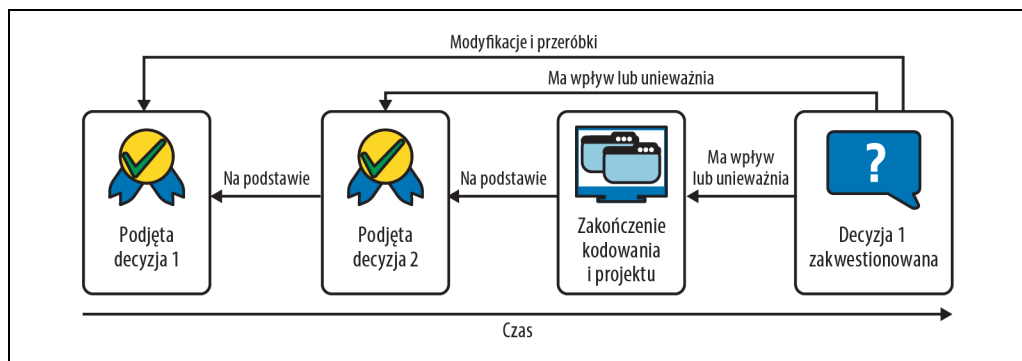 Modyfikacje i przeróbki
Ma wpływ lub unieważnia
Podjęta
decyzja 1
Na podstawie
Podjęta
decyzja 2
Na podstawie
Zakończenie
kodowania
i projektu
Ma wpływ
lub unieważnia
?
Decyzja 1
zakwestionowana
Czas